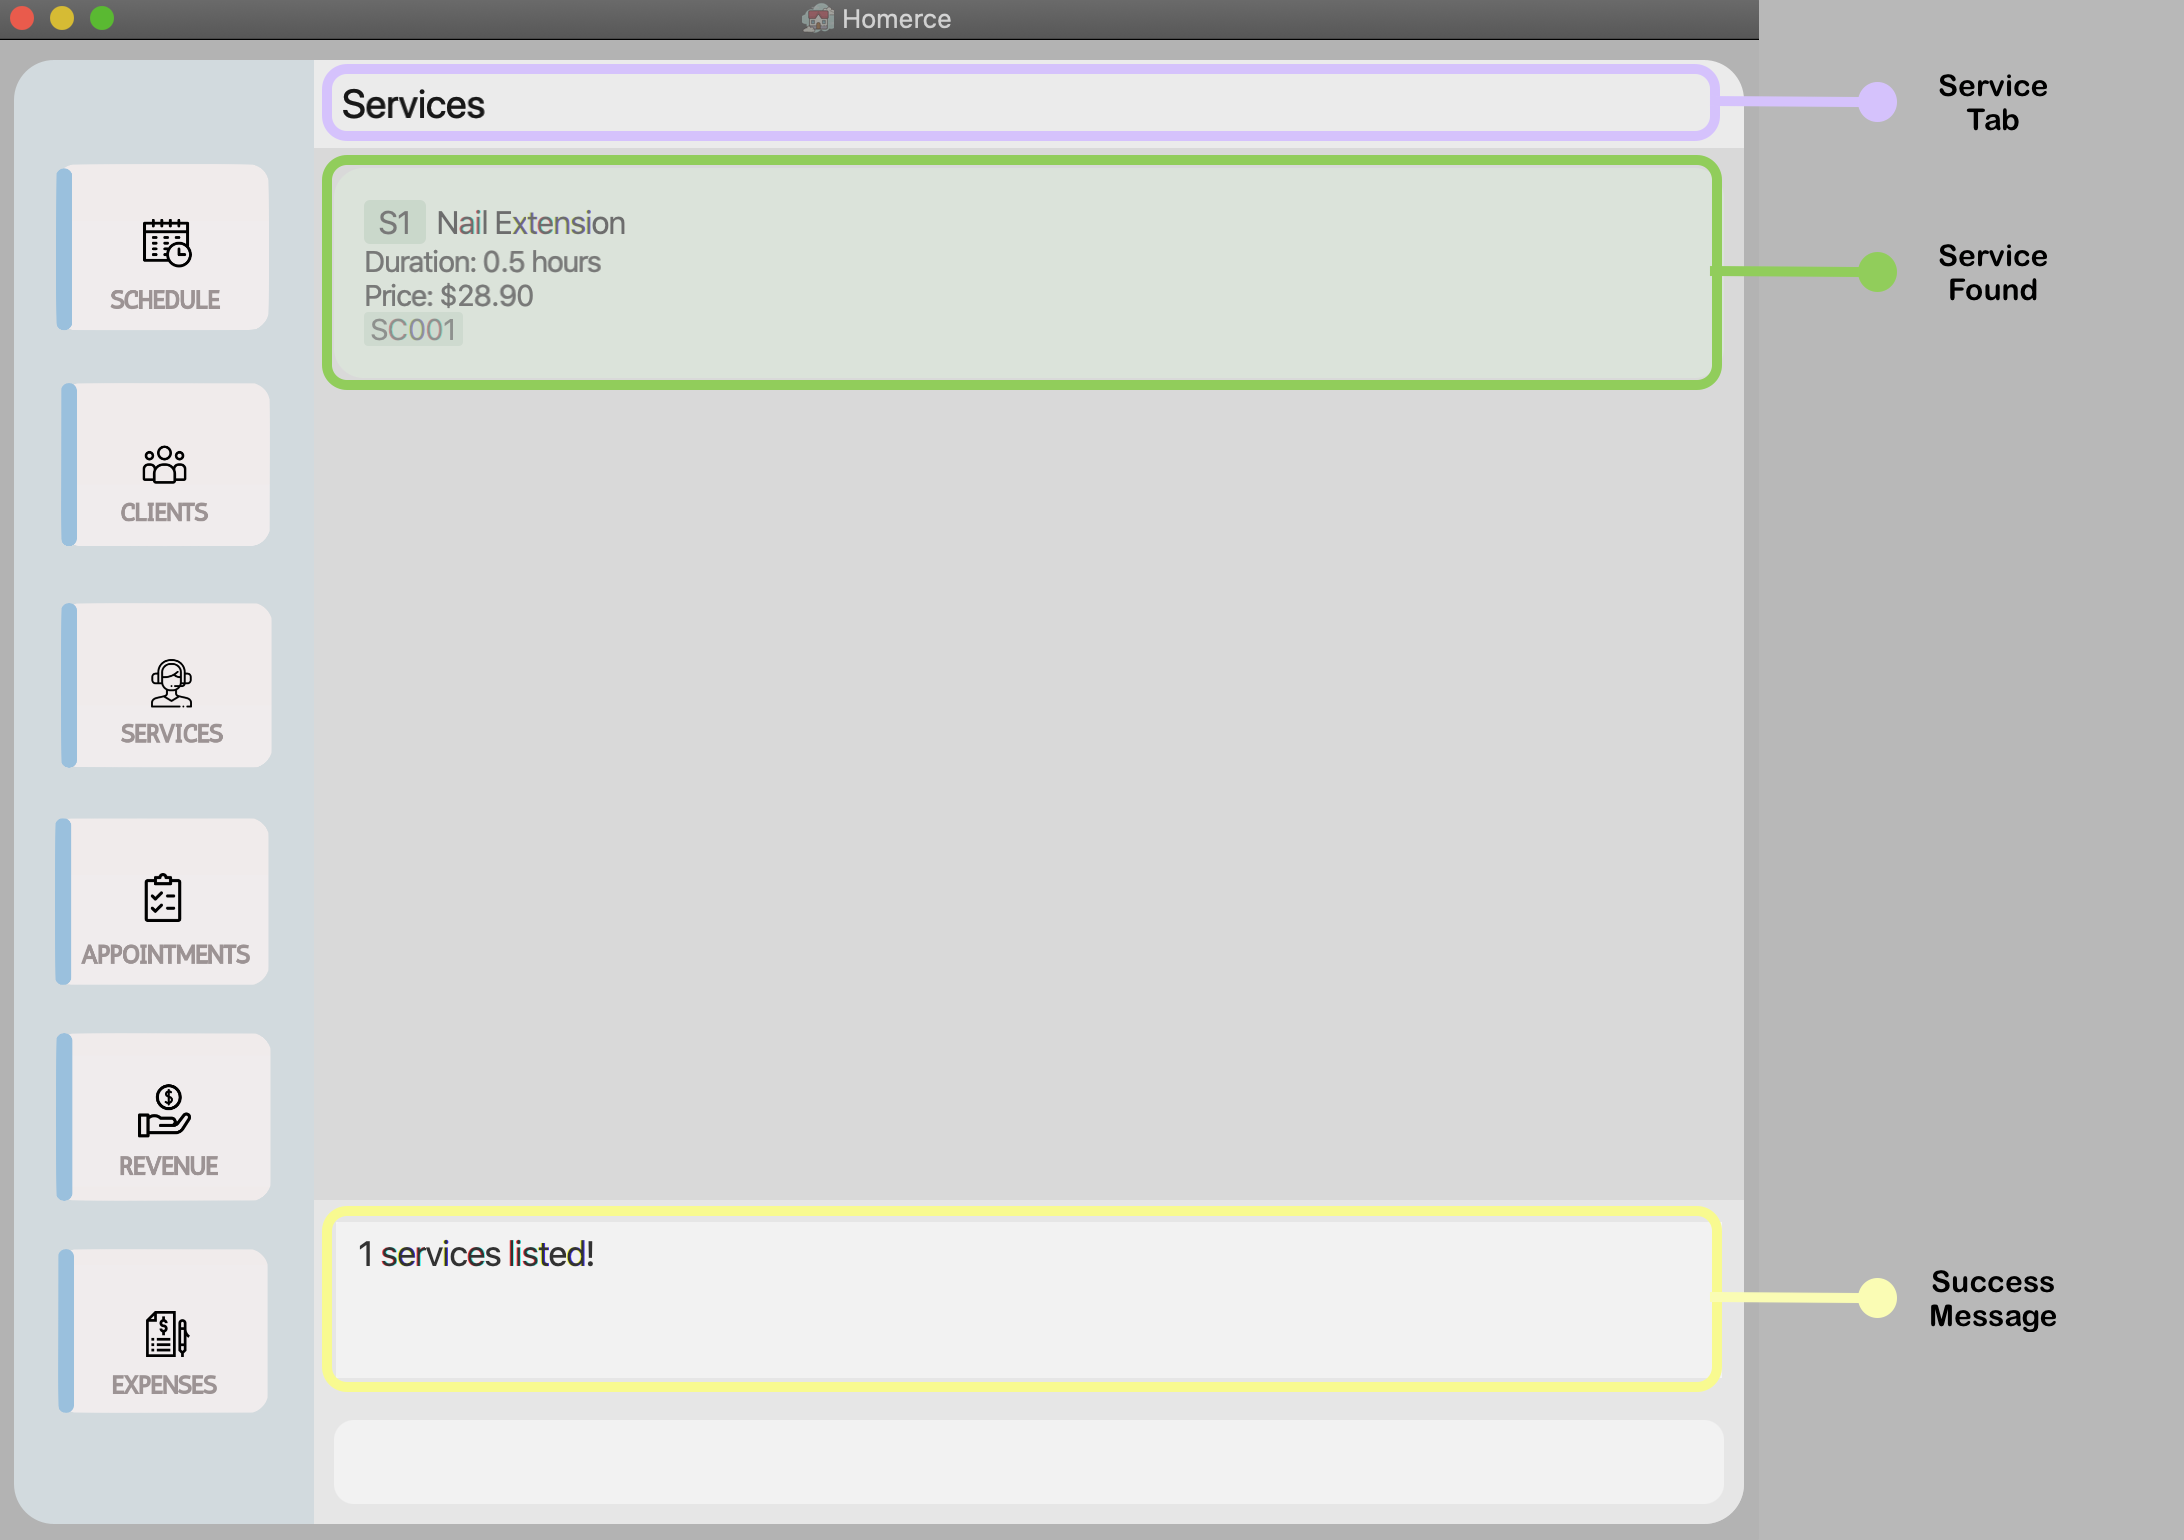 Homerce
Services
Service
Tab
S1 Nail Extension
Duration: 0.5 hours
Price: $28.90
SC001
Service
Found
SCHEDULE
CLIENTS
SERVICES
APPOINTMENTS
REVENUE
EXPENSES
1 services listed!
Success
Message